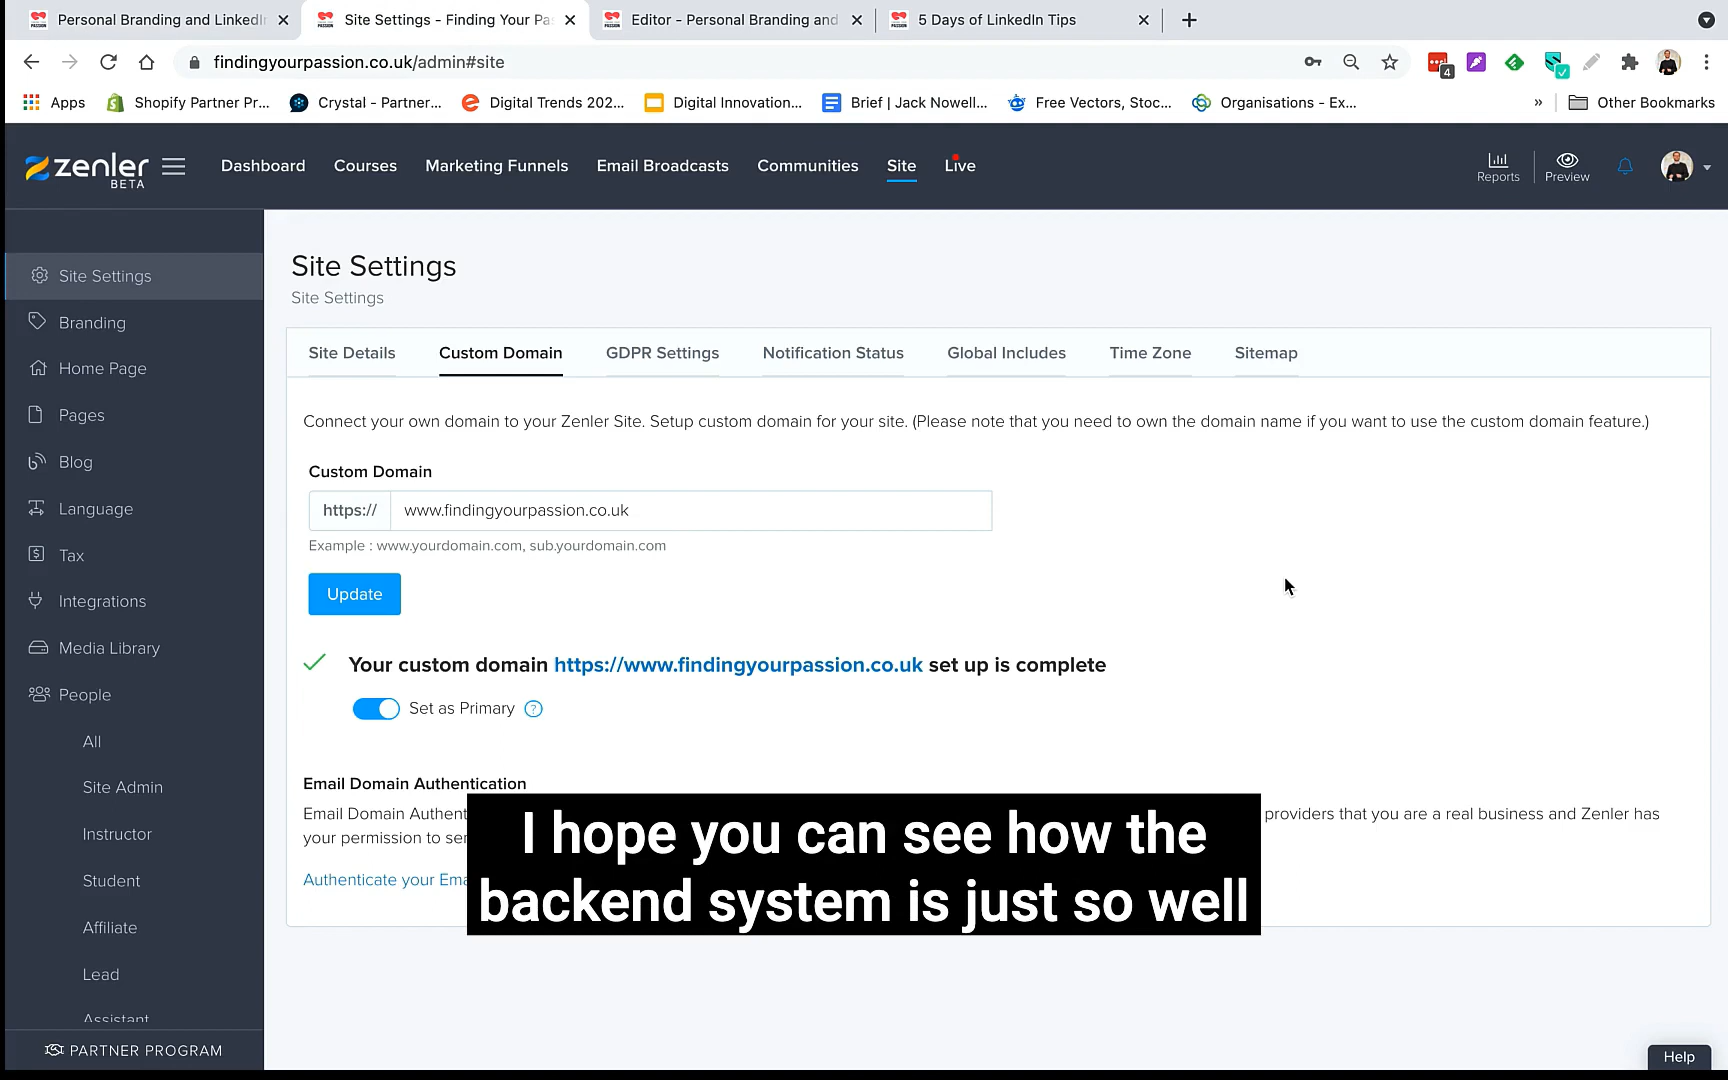 Personal Branding and LinkedIn
Site Settings - Finding Your Pas
Editor - Personal Branding and
5 Days of LinkedIn Tips
findingyourpassion.co.uk/admin#site
4
Apps
Shopify Partner Pr...
Crystal - Partner...
Digital Trends 202...
Digital Innovation...
Brief | Jack Nowell...
Free Vectors, Stoc...
Organisations - Ex...
»
Other Bookmarks
zenler
BETA
Dashboard
Courses
Marketing Funnels
Email Broadcasts
Communities
Site
Live
Reports
Preview
Site Settings
Branding
Home Page
Pages
Blog
Language
Tax
Integrations
Media Library
People
All
Site Admin
Instructor
Student
Affiliate
Lead
Assistant
PARTNER PROGRAM
Site Settings
Site Settings
Site Details
Custom Domain
GDPR Settings
Notification Status
Global Includes
Time Zone
Sitemap
Connect your own domain to your Zenler Site. Setup custom domain for your site. (Please note that you need to own the domain name if you want to use the custom domain feature.)
Custom Domain
https:// www.findingyourpassion.co.uk
Example : www.yourdomain.com, sub.yourdomain.com
Update
Your custom domain https://www.findingyourpassion.co.uk set up is complete
Set as Primary ?
Email Domain Authentication
Email Domain Authent providers that you are a real business and Zenler has
your permission to se
Authenticate your Ema
I hope you can see how the
backend system is just so well
Help